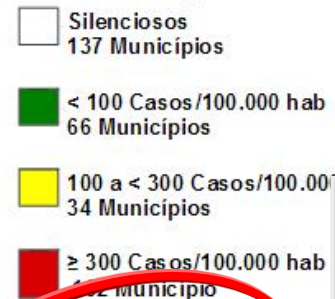 Silenciosos
137 Municípios
< 100 Casos/100.000 hab
66 Municípios
100 a < 300 Casos/100.00
34 Municípios
≥ 300 Casos/100.000 hab
Município